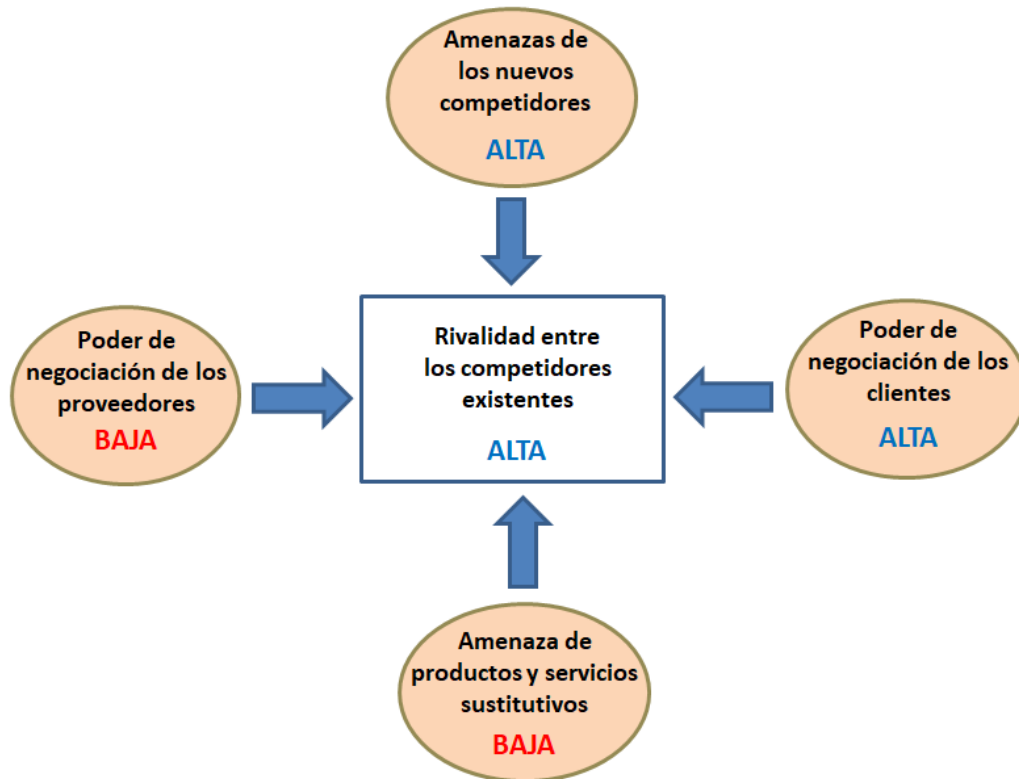 Amenazas de
los nuevos
competidores
ALTA
Poder de
negociación de los
proveedores
BAJA
Rivalidad entre
los competidores
existentes
ALTA
Poder de
negociación de los
clientes
ALTA
Amenaza de
productos y servicios
sustitutivos
BAJA